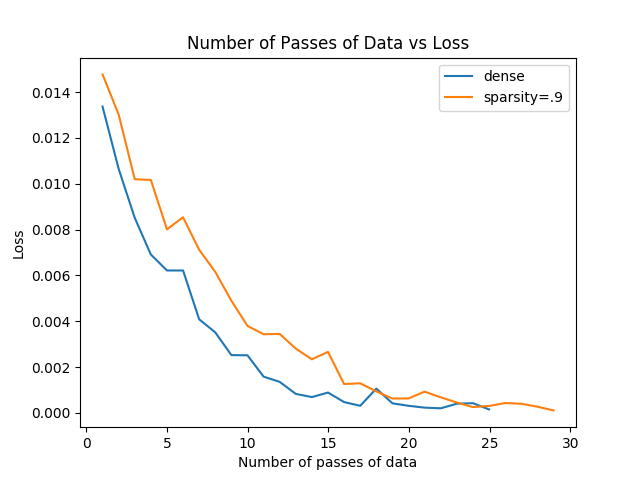 Number of Passes of Data vs Loss
dense
sparsity=.9
0.014
0.012
0.010
0.008
0.006
0.004
0.002
0.000
Loss
0 5 10 15 20 25 30
Number of passes of data